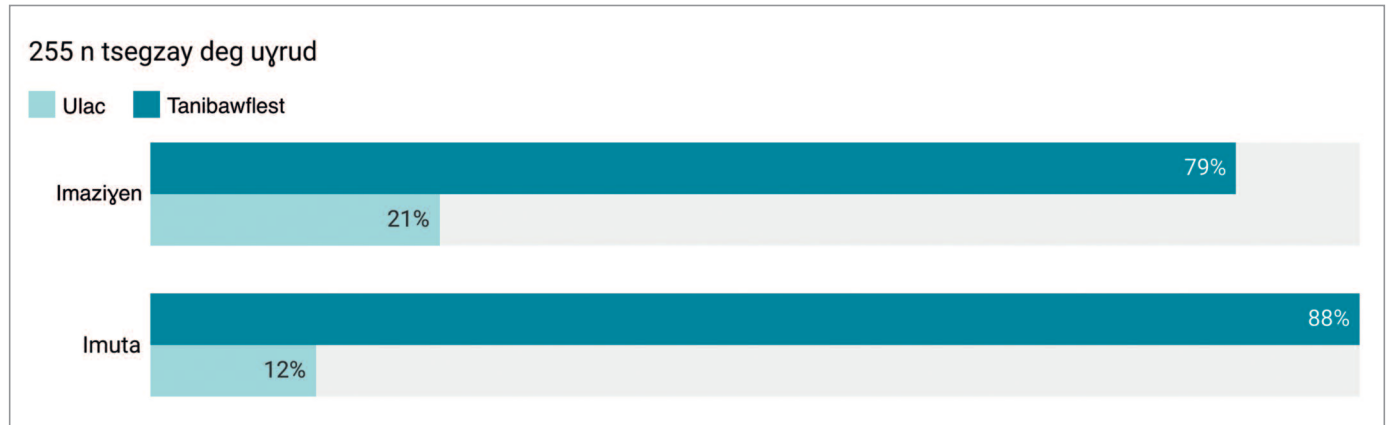 255 n tsegzay deg uɣrud
Ulac Tanibawflest
79%
Imaziɣen
21%
88%
Imuta
12%